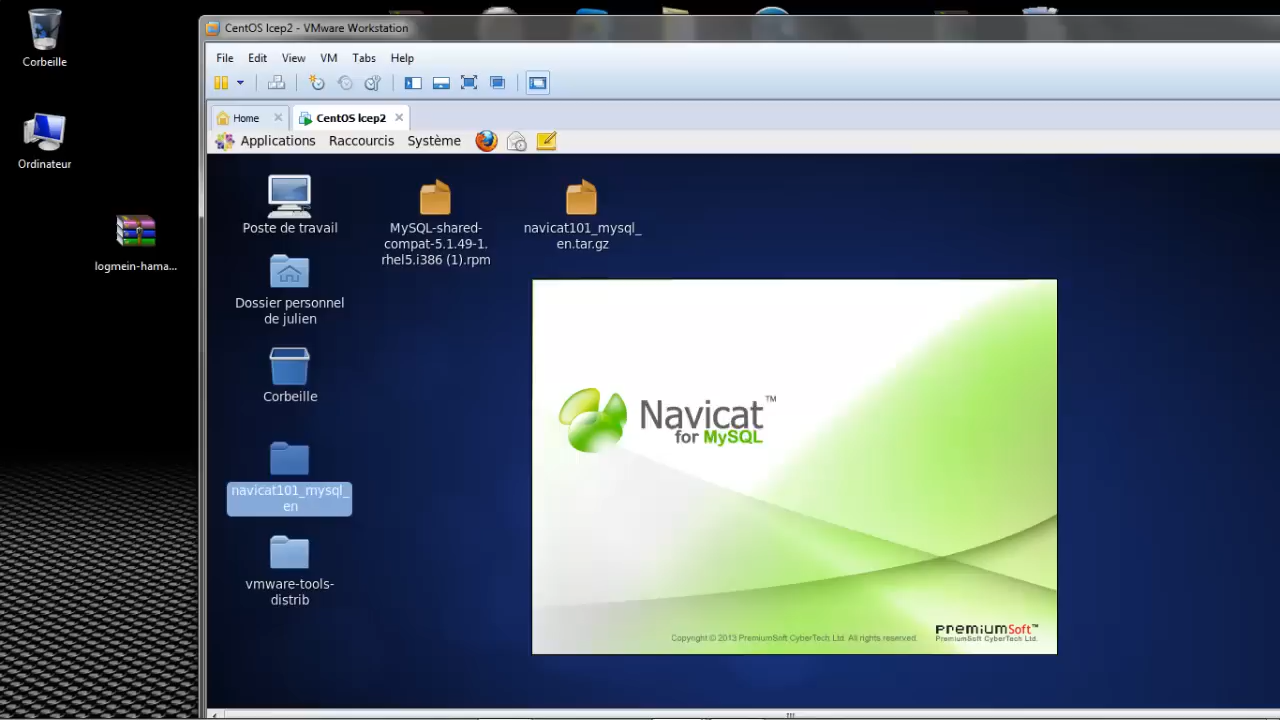 CentOS lcep2 - VMware Workstation
Corbeille
File Edit View VM Tabs Help
Home
CentOS lcep2
Applications Raccourcis Système
Ordinateur
Poste de travail
MySQL-shared-
compat-5.1.49-1.
rhel5.i386 (1).rpm
navicat101_mysql_
en.tar.gz
logmein-hama...
Dossier personnel
de julien
Corbeille
Navicat™
for MySQL
navicat101_mysql_
en
vmware-tools-
distrib
Copyright © 2013 PremiumSoft CyberTech Ltd. All rights reserved.
PremiumSoft™
PremiumSoft CyberTech Ltd.